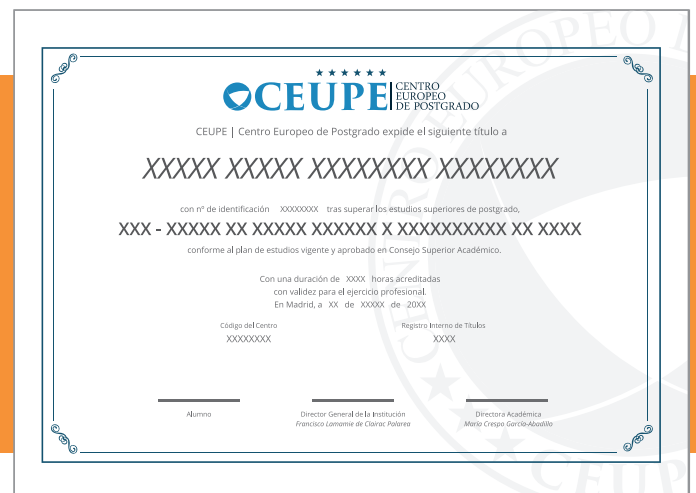 CEUPE CENTRO
EUROPEO
DE POSTGRADO
CEUPE | Centro Europeo de Postgrado expide el siguiente título a
XXXXX XXXXX XXXXXXXX XXXXXXXX
con nº de identificación XXXXXXXX tras superar los estudios superiores de postgrado,
XXX - XXXXX XX XXXXX XXXXXX X XXXXXXXXXX XX XXXX
conforme al plan de estudios vigente y aprobado en Consejo Superior Académico.
Con una duración de XXXX horas acreditadas
con validez para el ejercicio profesional.
En Madrid, a XX de XXXXX de 20XX
Código del Centro
XXXXXXXX
Registro Interno de Títulos
XXXX
Alumno
Director General de la Institución
Francisco Lamamie de Clairac Palarea
Directora Académica
María Crespo García-Abadillo
CENTRO EUROPEO
CEUP